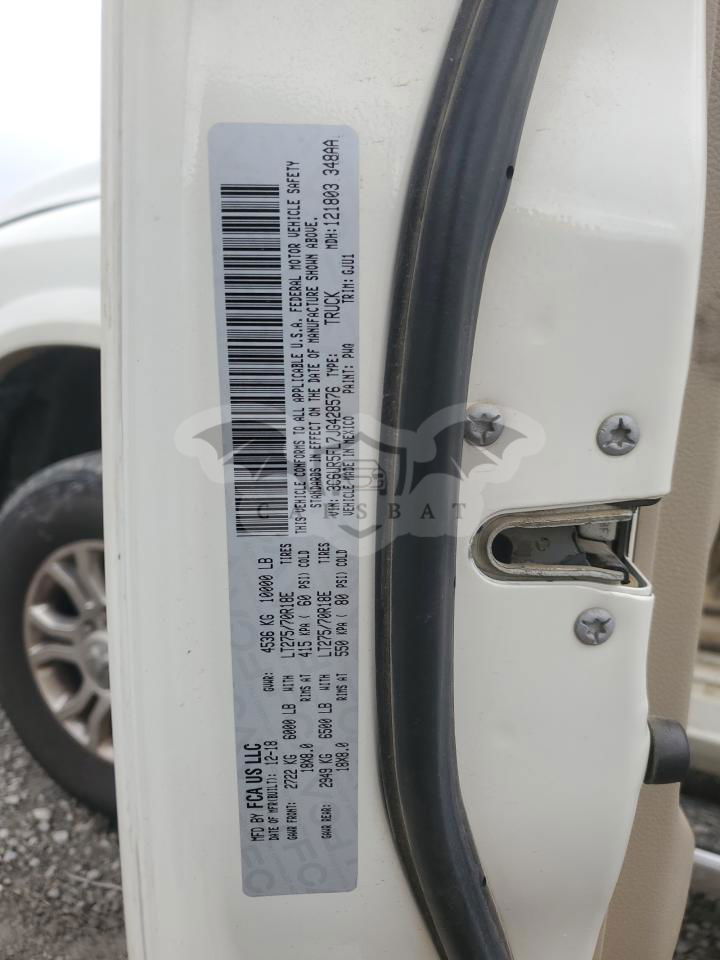 MFD BY FCA US LLC
DATE OF MFR(BUILT): 12-18 GVWR: 4536 KG 10000 LB
GAWR FRONT: 2722 KG 6000 LB WITH LT275/70R18E TIRES
18X8.0 RIMS AT 415 KPA ( 60 PSI) COLD
GAWR REAR: 2949 KG 6500 LB WITH LT275/70R18E TIRES
18X8.0 RIMS AT 550 KPA ( 80 PSI) COLD
THIS VEHICLE CONFORMS TO ALL APPLICABLE U.S.A. FEDERAL MOTOR VEHICLE SAFETY
STANDARDS IN EFFECT ON THE DATE OF MANUFACTURE SHOWN ABOVE.
VIN: 3C6UR5FL7JG428576 TYPE: TRUCK MDH: 121803 348AA
VEHICLE MADE IN MEXICO PAINT: PWQ TRIM: GJU1
CARSBAT